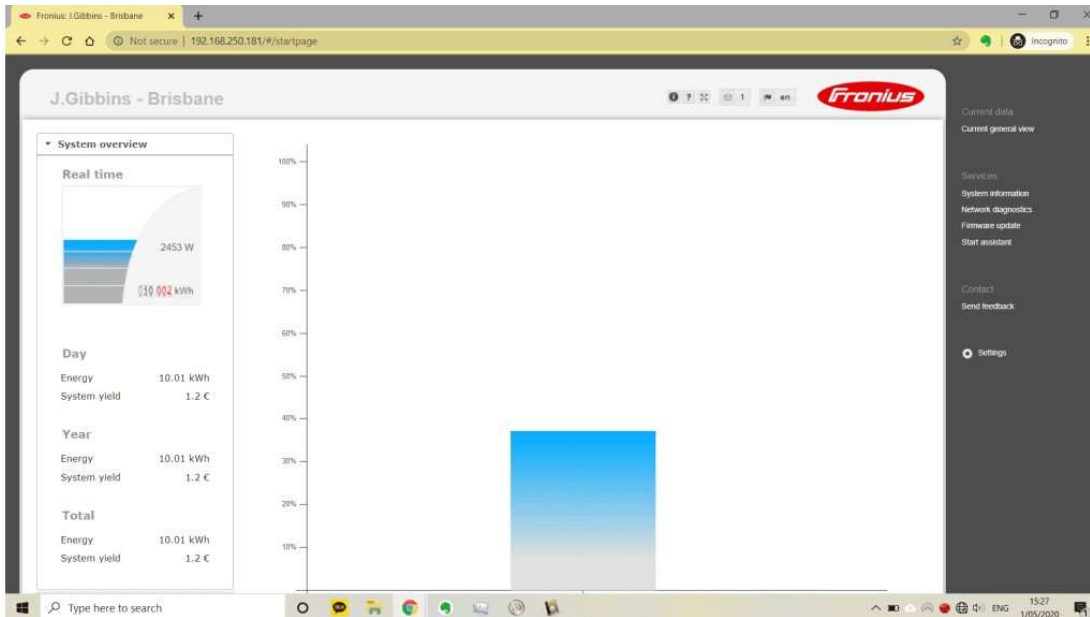 Fronius: J.Gibbins - Brisbane
Not secure | 192.168.250.181/#/startpage
Incognito
J.Gibbins - Brisbane
? 1 en
Fronius
Current data
Current general view
Services
System information
Network diagnostics
Firmware update
Start assistant
Contact
Send feedback
Settings
System overview
Real time
2453 W
010 002 kWh
Day
Energy 10.01 kWh
System yield 1.2 €
Year
Energy 10.01 kWh
System yield 1.2 €
Total
Energy 10.01 kWh
System yield 1.2 €
100%
90%
80%
70%
60%
50%
40%
30%
20%
10%
Type here to search
ENG
15:27
1/05/2020